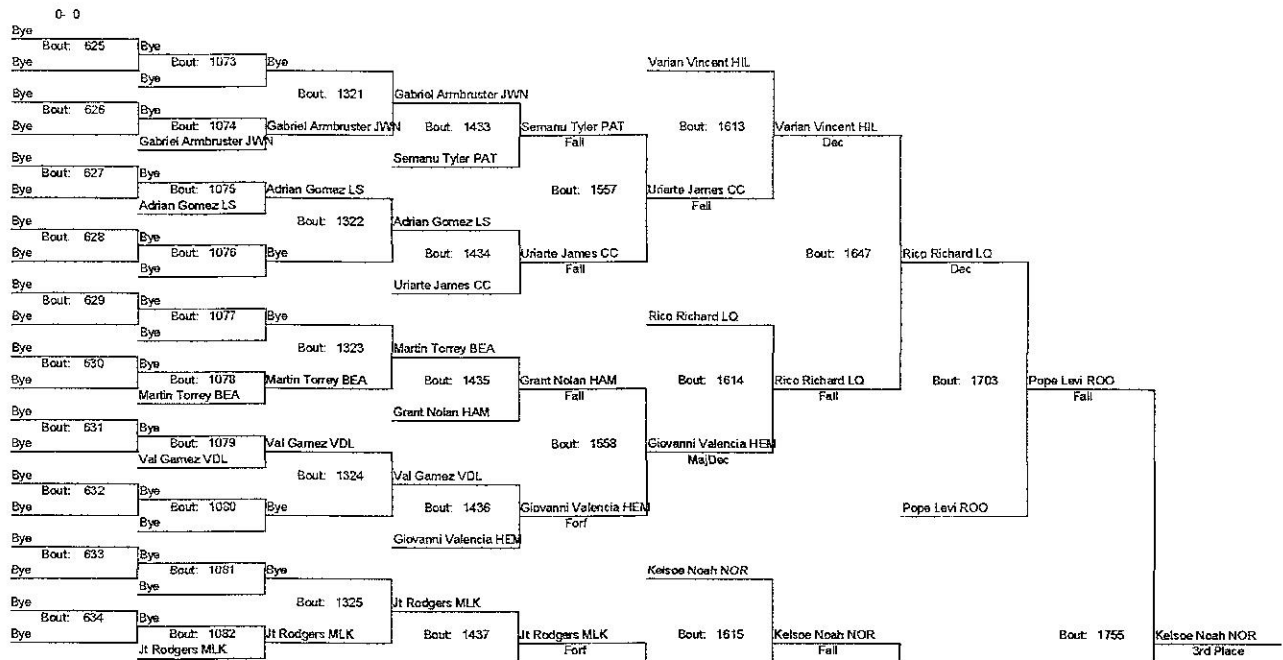 0- 0
Bye
Bout: 625 Bye
Bye Bout: 1073 Bye Varian Vincent HIL
Bye
Bye Bout: 1321 Gabriel Armbruster JWN
Bout: 626 Bye
Bye Bout: 1074 Gabriel Armbruster JWN Bout: 1433 Semanu Tyler PAT Bout: 1613 Varian Vincent HIL
Gabriel Armbruster JWN Fall Dec
Bye Semanu Tyler PAT
Bout: 627 Bye
Bye Bout: 1075 Adrian Gomez LS Bout: 1557 Uriarte James CC
Adrian Gomez LS Fall
Bye Bout: 1322 Adrian Gomez LS
Bout: 628 Bye
Bye Bout: 1076 Bye Bout: 1434 Uriarte James CC Bout: 1647 Rico Richard LQ
Bye Fall Dec
Bye Uriarte James CC
Bout: 629 Bye
Bye Bout: 1077 Bye Rico Richard LQ
Bye
Bye Bout: 1323 Martin Torrey BEA
Bout: 630 Bye
Bye Bout: 1078 Martin Torrey BEA Bout: 1435 Grant Nolan HAM Bout: 1614 Rico Richard LQ Bout: 1703 Pope Levi ROO
Martin Torrey BEA Fall Fall Fall
Bye Grant Nolan HAM
Bout: 631 Bye
Bye Bout: 1079 Val Gamez VDL Bout: 1558 Giovanni Valencia HEM
Val Gamez VDL MajDec
Bye Bout: 1324 Val Gamez VDL
Bout: 632 Bye
Bye Bout: 1080 Bye Bout: 1436 Giovanni Valencia HEM Pope Levi ROO
Bye Forf
Bye Giovanni Valencia HEM
Bout: 633 Bye
Bye Bout: 1081 Bye Kelsoe Noah NOR
Bye
Bye Bout: 1325 Jt Rodgers MLK
Bout: 634 Bye
Bye Bout: 1082 Jt Rodgers MLK Bout: 1437 Jt Rodgers MLK Bout: 1615 Kelsoe Noah NOR Bout: 1755 Kelsoe Noah NOR
Jt Rodgers MLK Forf Fall 3rd Place